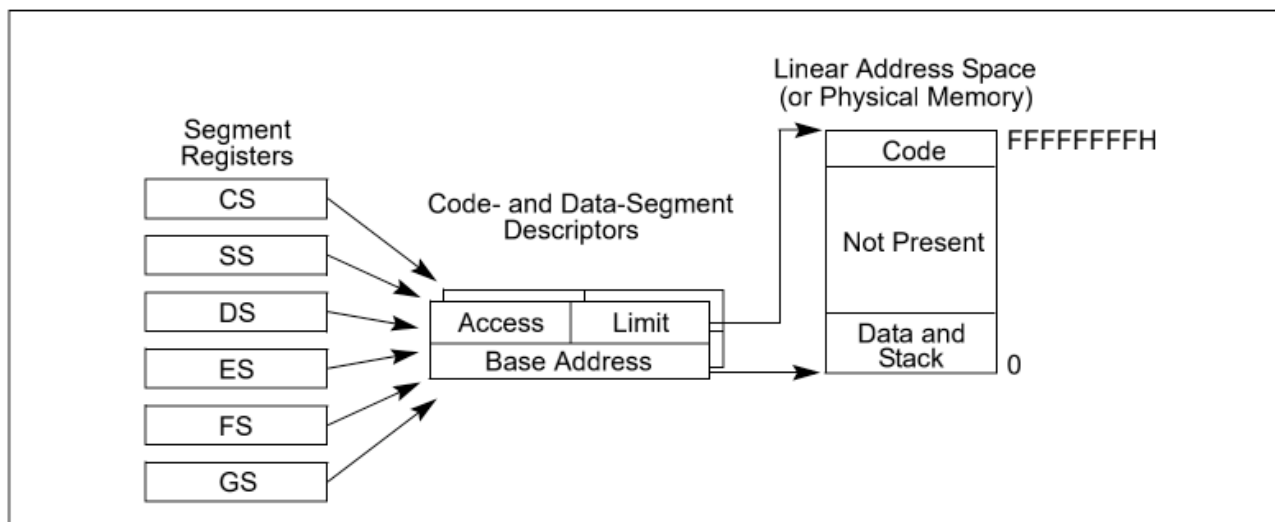 Linear Address Space
(or Physical Memory)
FFFFFFFFH
Code
Segment
Registers
CS
Code- and Data-Segment
Descriptors
Not Present
SS
DS
Access
Limit
Data and
Stack
ES
Base Address
0
FS
GS